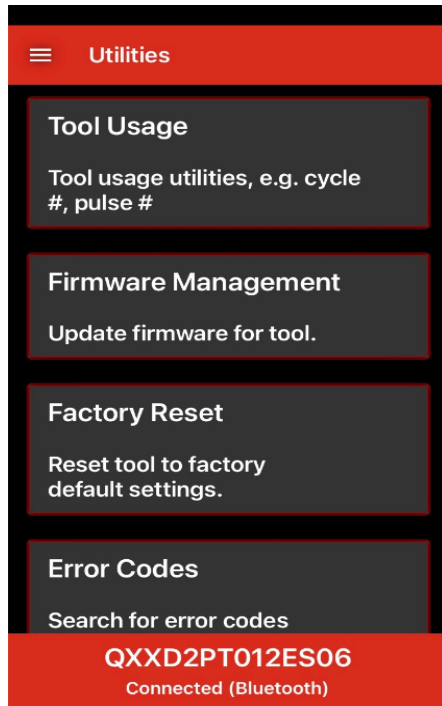 Utilities
Tool Usage
Tool usage utilities, e.g. cycle
#, pulse #
Firmware Management
Update firmware for tool.
Factory Reset
Reset tool to factory
default settings.
Error Codes
Search for error codes
QXXD2PT012ES06
Connected (Bluetooth)